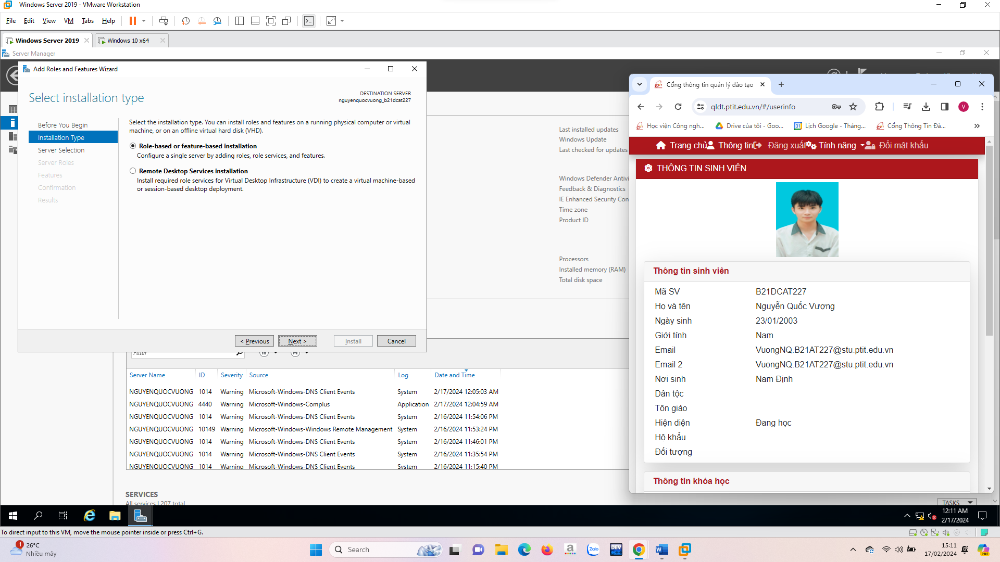 Windows Server 2019 - VMware Workstation
File Edit View VM Tabs Help
Windows Server 2019
Windows 10 x64
Server Manager
Add Roles and Features Wizard
Select installation type
DESTINATION SERVER
nguyenquocvuong_b21dcat227
Before You Begin
Installation Type
Server Selection
Server Roles
Features
Confirmation
Results
Select the installation type. You can install roles and features on a running physical computer or virtual
machine, or on an offline virtual hard disk (VHD).
Role-based or feature-based installation
Configure a single server by adding roles, role services, and features.
Remote Desktop Services installation
Install required role services for Virtual Desktop Infrastructure (VDI) to create a virtual machine-based
or session-based desktop deployment.
< Previous
Next >
Install
Cancel
Last installed updates
Windows Update
Last checked for updates
Windows Defender Antivi
Feedback & Diagnostics
IE Enhanced Security Con
Time zone
Product ID
Processors
Installed memory (RAM)
Total disk space
Filter
Server Name ID Severity Source Log Date and Time
NGUYENQUOCVUONG 1014 Warning Microsoft-Windows-DNS Client Events System 2/17/2024 12:05:03 AM
NGUYENQUOCVUONG 4440 Warning Microsoft-Windows-Complus Application 2/17/2024 12:04:59 AM
NGUYENQUOCVUONG 1014 Warning Microsoft-Windows-DNS Client Events System 2/16/2024 11:54:06 PM
NGUYENQUOCVUONG 10149 Warning Microsoft-Windows-Windows Remote Management System 2/16/2024 11:53:24 PM
NGUYENQUOCVUONG 1014 Warning Microsoft-Windows-DNS Client Events System 2/16/2024 11:46:01 PM
NGUYENQUOCVUONG 1014 Warning Microsoft-Windows-DNS Client Events System 2/16/2024 11:35:54 PM
NGUYENQUOCVUONG 1014 Warning Microsoft-Windows-DNS Client Events System 2/16/2024 11:15:40 PM
SERVICES
All services | 207 total
TASKS
Cổng thông tin quản lý đào tạo
qldt.ptit.edu.vn/#/userinfo
V
Học viện Công ngh...
Drive của tôi - Goo...
31
Lịch Google - Tháng...
Cổng Thông Tin Đà...
Trang chủ Thông tin Đăng xuất Tính năng Đổi mật khẩu
THÔNG TIN SINH VIÊN
Thông tin sinh viên
Mã SV B21DCAT227
Họ và tên Nguyễn Quốc Vượng
Ngày sinh 23/01/2003
Giới tính Nam
Email VuongNQ.B21AT227@stu.ptit.edu.vn
Email 2 VuongNQ.B21AT227@stu.ptit.edu.vn
Nơi sinh Nam Định
Dân tộc
Tôn giáo
Hiện diện Đang học
Hộ khẩu
Đối tượng
Thông tin khóa học
12:11 AM
2/17/2024
To direct input to this VM, move the mouse pointer inside or press Ctrl+G.
1
26°C
Nhiều mây
Search
a
Zalo
DEV
W
15:11
17/02/2024
PRE